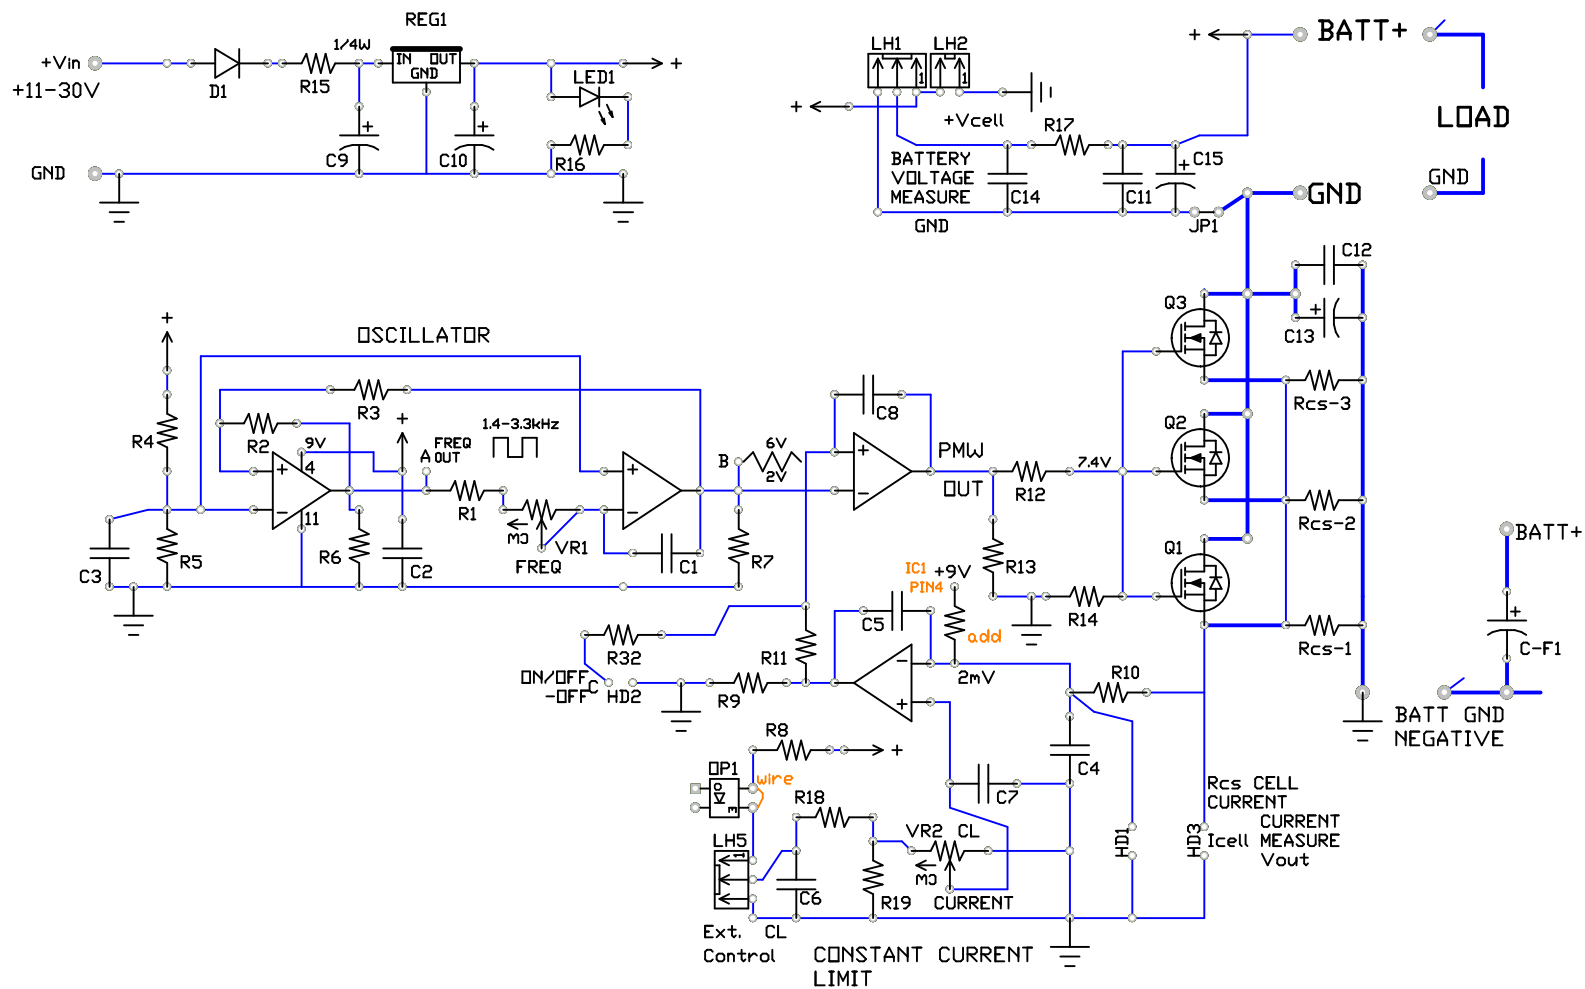 REG1
+Vin
1/4W
IN OUT
GND
+
+11-30V
D1
R15
LED1
C9
C10
R16
GND
LH1 LH2
1
1
+
+Vcell
R17
BATTERY
VOLTAGE
MEASURE
C14
C11
C15
+
GND
JP1
+
BATT+
LOAD
GND
GND
C12
C13
+
Q3
Rcs-3
Q2
Rcs-2
Q1
Rcs-1
OSCILLATOR
+
R4
R3
R2
9V
4
+
A FREQ
OUT
1.4-3.3kHz
11
R1
VR1
FREQ
R5
C3
R6
C2
C1
B
6V
2V
R7
C8
PMW
OUT
R12
7.4V
R13
R14
IC1
PIN4
+9V
add
C5
2mV
R10
R32
R11
ON/OFF
-OFF
C
HD2
R9
R8
+
OP1
wire
R18
VR2 CL
LH5
1
C6
R19
CURRENT
C7
C4
HD1
HD3
Rcs CELL
CURRENT
CURRENT
Icell MEASURE
Vout
Ext. CL
Control
CONSTANT CURRENT
LIMIT
BATT+
+
C-F1
BATT GND
NEGATIVE